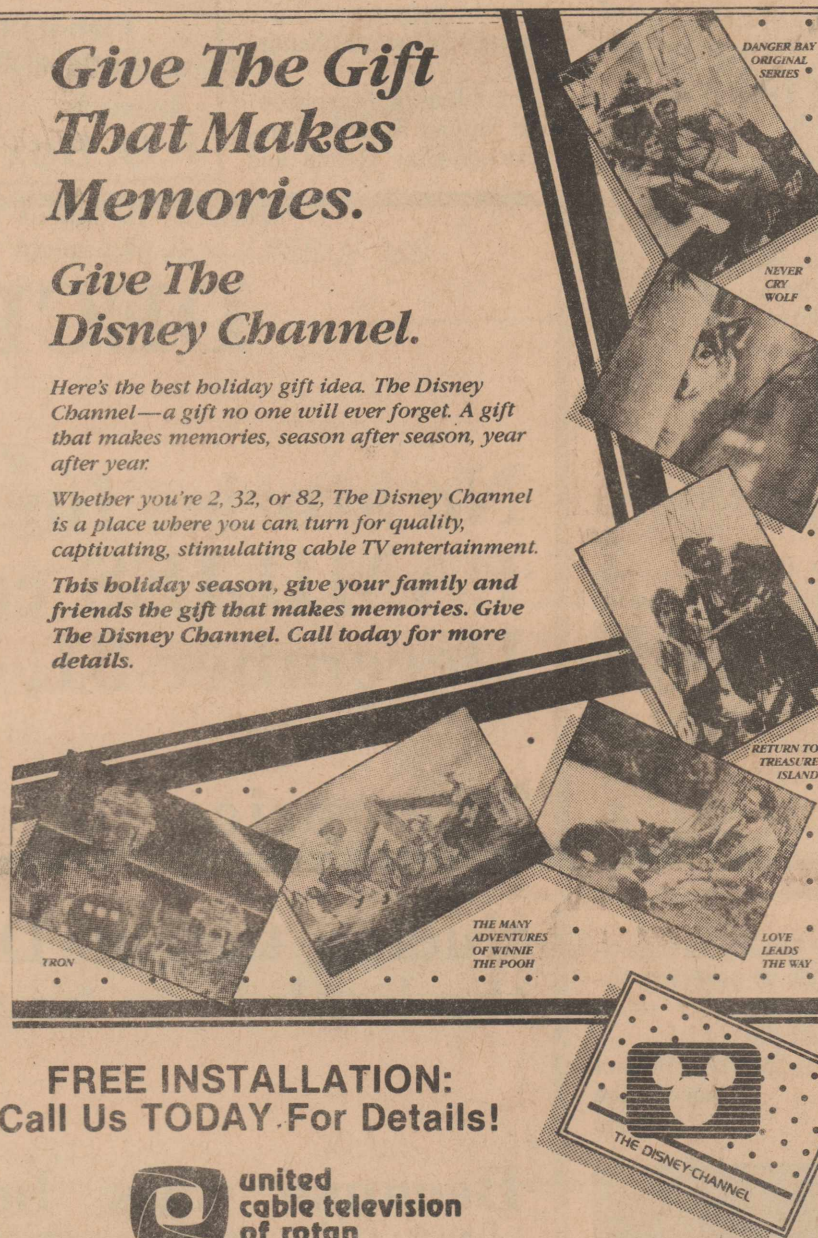 Give The Gift
That Makes
Memories.
Give The
Disney Channel.
Here's the best holiday gift idea. The Disney
Channel—a gift no one will ever forget. A gift
that makes memories, season after season, year
after year.
Whether you're 2, 32, or 82, The Disney Channel
is a place where you can turn for quality,
captivating, stimulating cable TV entertainment.
This holiday season, give your family and
friends the gift that makes memories. Give
The Disney Channel. Call today for more
details.
DANGER BAY
ORIGINAL
SERIES
NEVER
CRY
WOLF
RETURN TO
TREASURE
ISLAND
LOVE
LEADS
THE WAY
THE MANY
ADVENTURES
OF WINNIE
THE POOH
TRON
FREE INSTALLATION:
Call Us TODAY For Details!
THE DISNEY CHANNEL
united
cable television
of rotan